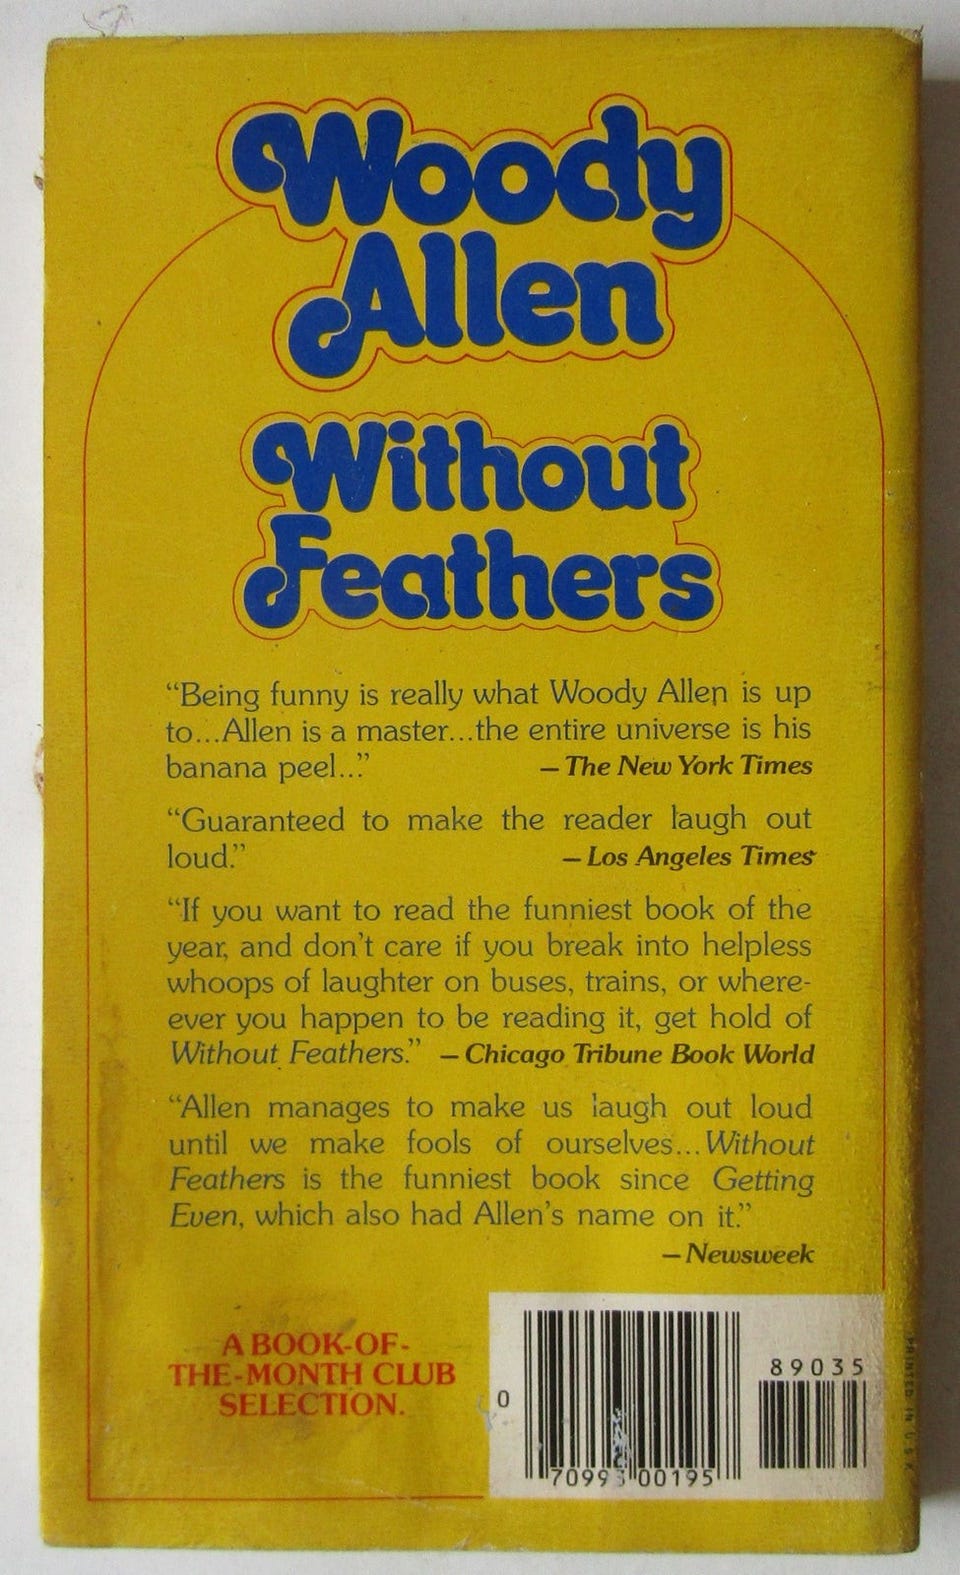 Woody
Allen
Without
Feathers
“Being funny is really what Woody Allen is up
to...Allen is a master...the entire universe is his
banana peel...” — The New York Times
“Guaranteed to make the reader laugh out
loud.” — Los Angeles Times
“If you want to read the funniest book of the
year, and don't care if you break into helpless
whoops of laughter on buses, trains, or where-
ever you happen to be reading it, get hold of
Without Feathers.” — Chicago Tribune Book World
“Allen manages to make us laugh out loud
until we make fools of ourselves...Without
Feathers is the funniest book since Getting
Even, which also had Allen's name on it.”
— Newsweek
A BOOK-OF-
THE-MONTH CLUB
SELECTION.
89035
0
00195
PRINTED IN U.S.A.